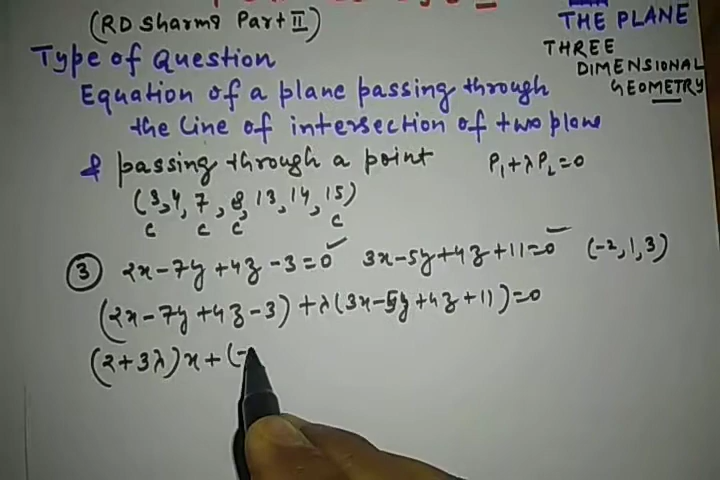 (RD Sharma Part II)
THE PLANE
THREE
DIMENSIONAL
GEOMETRY
Type of Question
Equation of a plane passing through
the line of intersection of two plane
& passing through a point P₁+λP₂=0
(3,4, 7, 8, 13, 14, 15)
c c c c
③ 2x-7y+4z-3=0 3x-5y+4z+11=0 (-2,1,3)
(2x-7y+4z-3)+λ(3x-5y+4z+11)=0
(2+3λ)x+(-